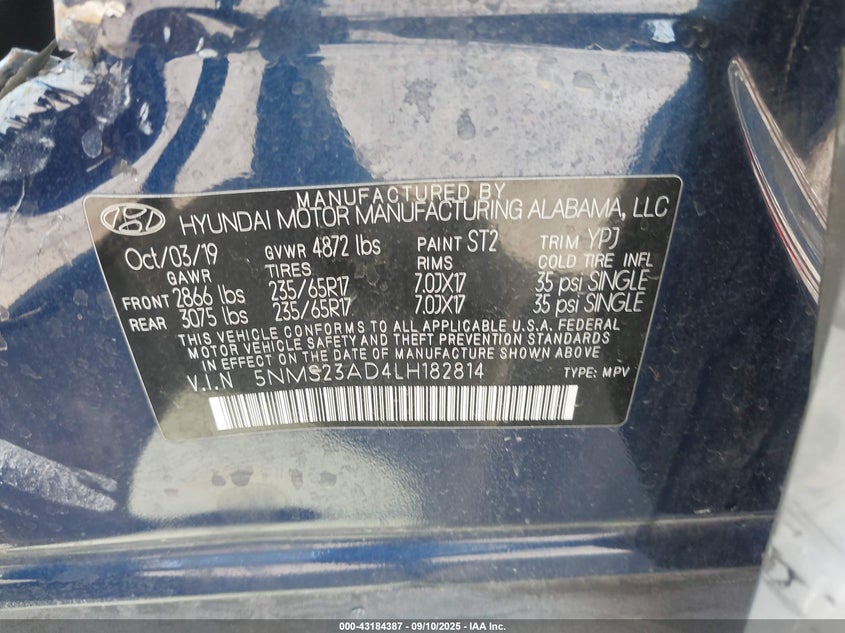 MANUFACTURED BY
HYUNDAI MOTOR MANUFACTURING ALABAMA, LLC
Oct/03/19 GVWR 4872 lbs PAINT ST2 TRIM YPJ
GAWR TIRES RIMS COLD TIRE INFL
FRONT 2866 lbs 235/65R17 7.0JX17 35 psi SINGLE
REAR 3075 lbs 235/65R17 7.0JX17 35 psi SINGLE
THIS VEHICLE CONFORMS TO ALL APPLICABLE U.S.A. FEDERAL
MOTOR VEHICLE SAFETY AND THEFT PREVENTION STANDARDS
IN EFFECT ON THE DATE OF MANUFACTURE SHOWN ABOVE.
V.I.N 5NMS23AD4LH182814 TYPE: MPV
000-43184387 - 09/10/2025 - IAA Inc.